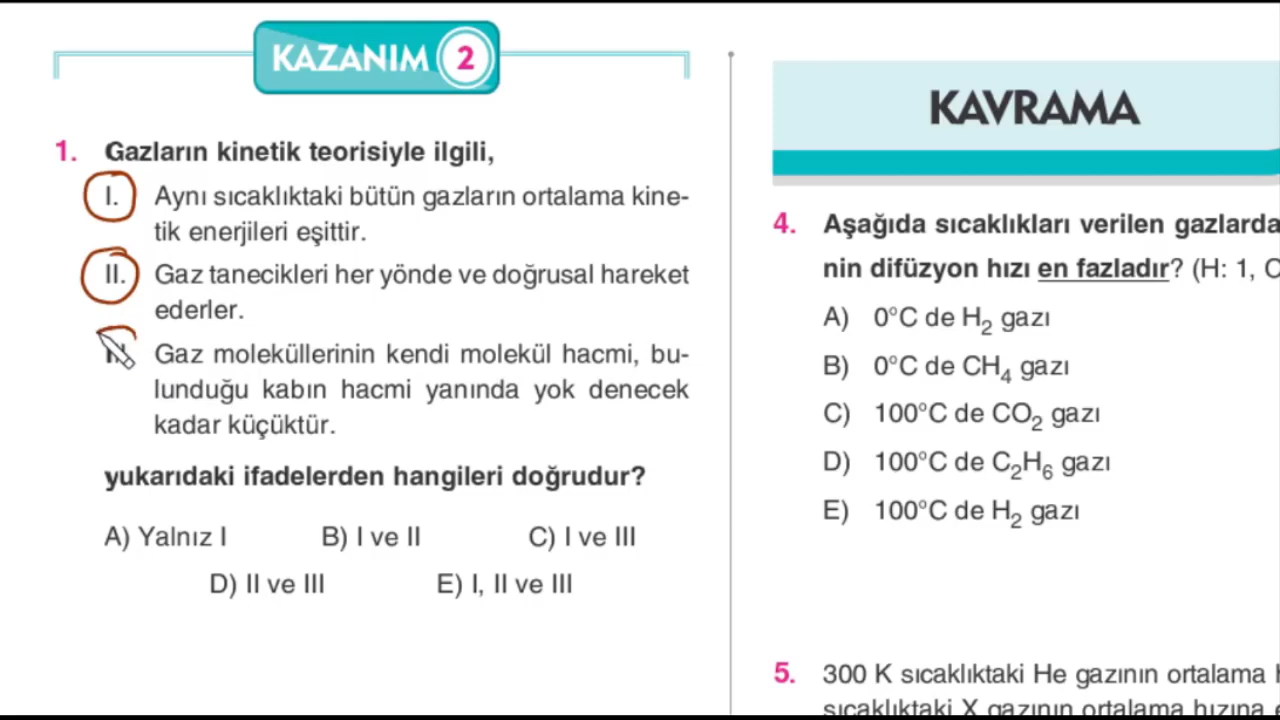 KAZANIM 2
1. Gazların kinetik teorisiyle ilgili,
I. Aynı sıcaklıktaki bütün gazların ortalama kine-
tik enerjileri eşittir.
II. Gaz tanecikleri her yönde ve doğrusal hareket
ederler.
Gaz moleküllerinin kendi molekül hacmi, bu-
lunduğu kabın hacmi yanında yok denecek
kadar küçüktür.
yukarıdaki ifadelerden hangileri doğrudur?
A) Yalnız I B) I ve II C) I ve III
D) II ve III E) I, II ve III
KAVRAMA
4. Aşağıda sıcaklıkları verilen gazlarda
nin difüzyon hızı en fazladır? (H: 1,
A) 0°C de H₂ gazı
B) 0°C de CH₄ gazı
C) 100°C de CO₂ gazı
D) 100°C de C₂H₆ gazı
E) 100°C de H₂ gazı
5. 300 K sıcaklıktaki He gazının ortalama
sıcaklıktaki X gazının ortalama hızına